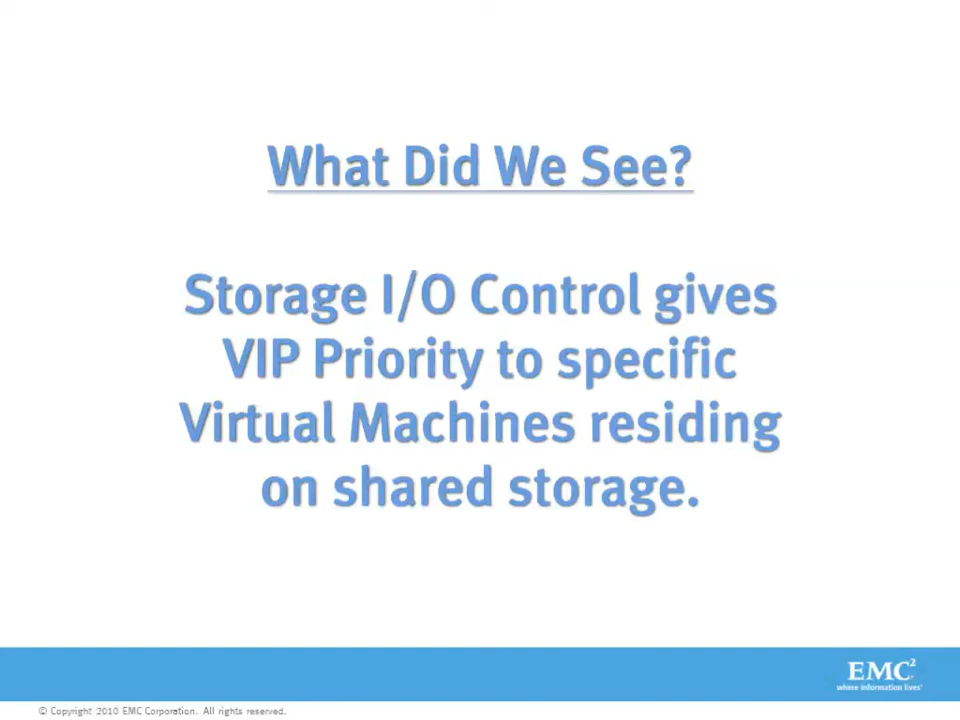 What Did We See?
Storage I/O Control gives
VIP Priority to specific
Virtual Machines residing
on shared storage.
EMC²
where information lives®
© Copyright 2010 EMC Corporation. All rights reserved.